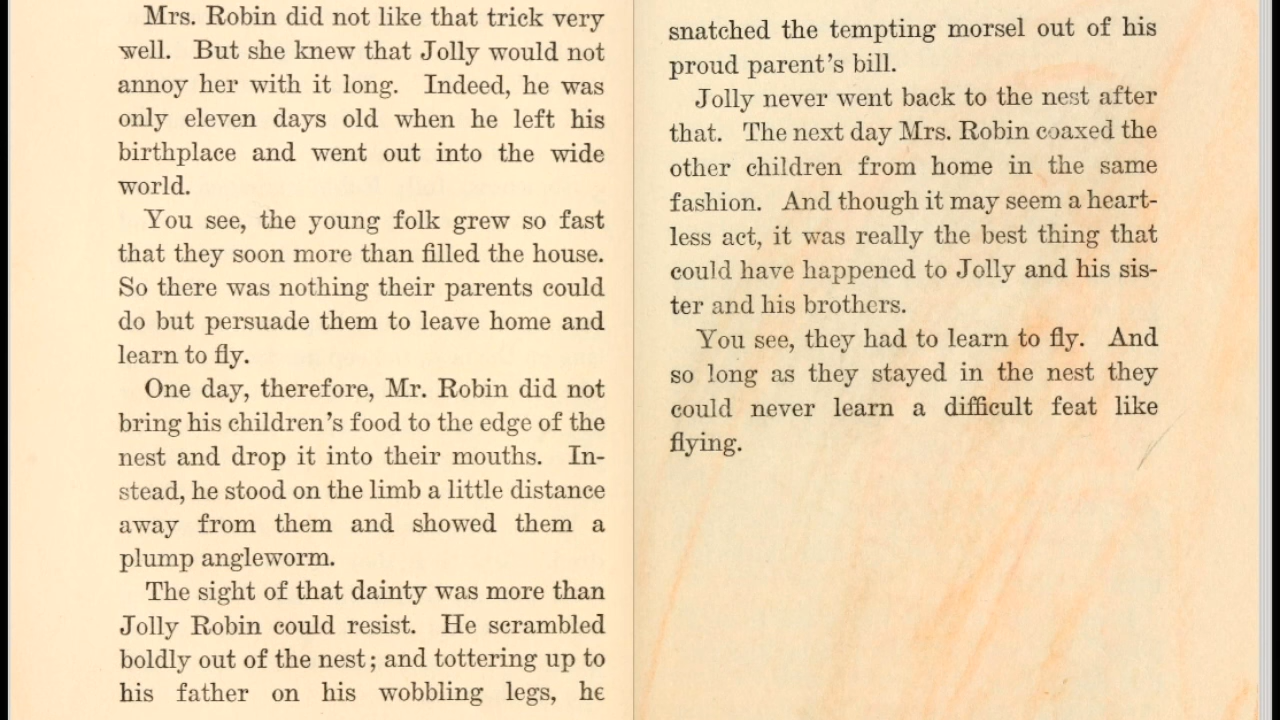 Mrs. Robin did not like that trick very
well. But she knew that Jolly would not
annoy her with it long. Indeed, he was
only eleven days old when he left his
birthplace and went out into the wide
world.
You see, the young folk grew so fast
that they soon more than filled the house.
So there was nothing their parents could
do but persuade them to leave home and
learn to fly.
One day, therefore, Mr. Robin did not
bring his children's food to the edge of the
nest and drop it into their mouths. In-
stead, he stood on the limb a little distance
away from them and showed them a
plump angleworm.
The sight of that dainty was more than
Jolly Robin could resist. He scrambled
boldly out of the nest; and tottering up to
his father on his wobbling legs, he
snatched the tempting morsel out of his
proud parent's bill.
Jolly never went back to the nest after
that. The next day Mrs. Robin coaxed the
other children from home in the same
fashion. And though it may seem a heart-
less act, it was really the best thing that
could have happened to Jolly and his sis-
ter and his brothers.
You see, they had to learn to fly. And
so long as they stayed in the nest they
could never learn a difficult feat like
flying.